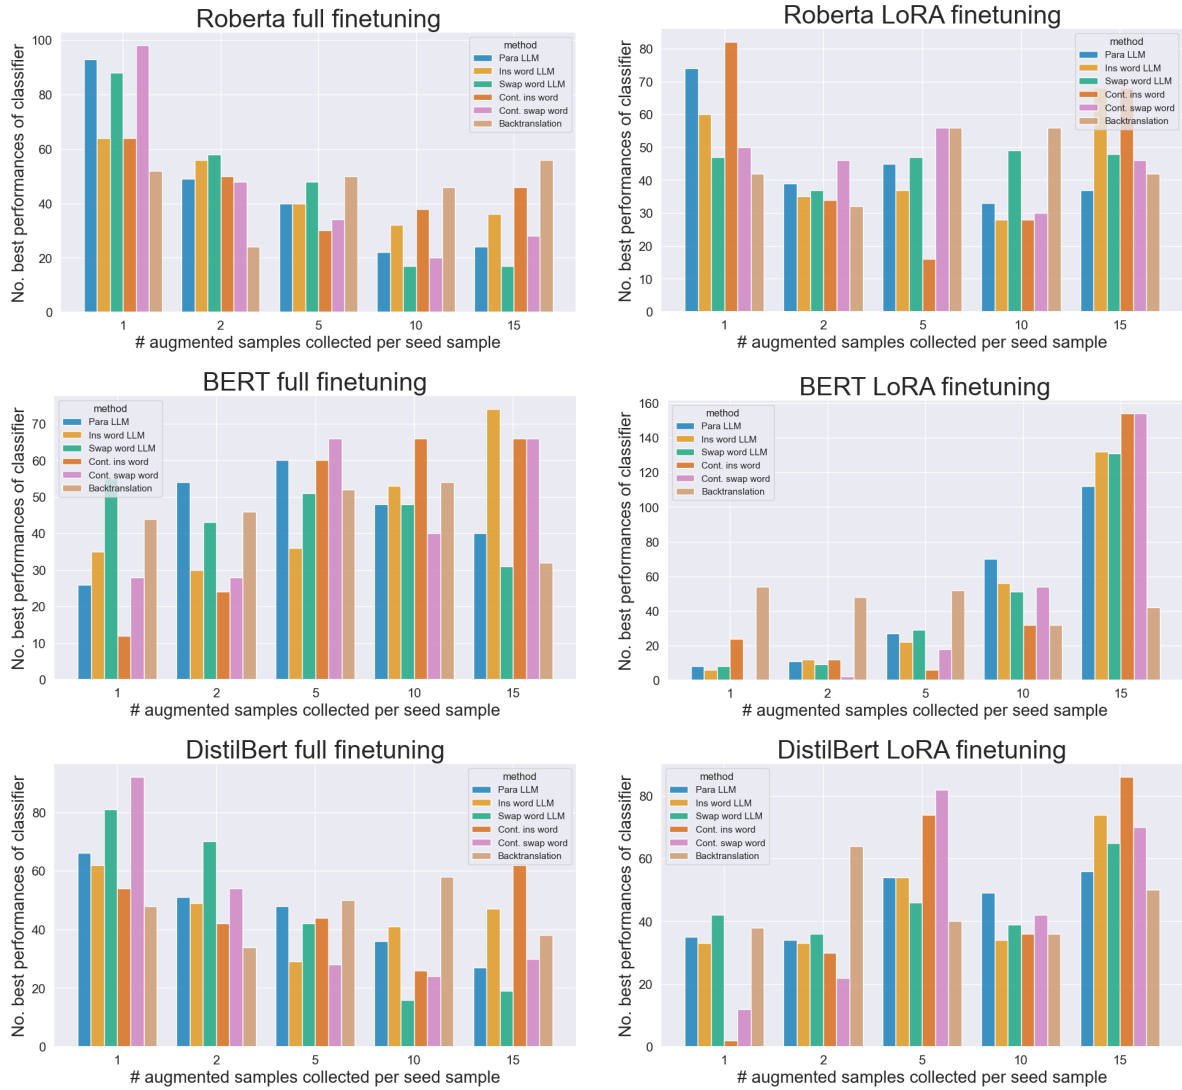 Roberta full finetuning
No. best performances of classifier
100
80
60
40
20
0
method
Para LLM
Ins word LLM
Swap word LLM
Cont. ins word
Cont. swap word
Backtranslation
1 2 5 10 15
# augmented samples collected per seed sample
Roberta LoRA finetuning
No. best performances of classifier
80
70
60
50
40
30
20
10
0
method
Para LLM
Ins word LLM
Swap word LLM
Cont. ins word
Cont. swap word
Backtranslation
1 2 5 10 15
# augmented samples collected per seed sample
BERT full finetuning
No. best performances of classifier
70
60
50
40
30
20
10
0
method
Para LLM
Ins word LLM
Swap word LLM
Cont. ins word
Cont. swap word
Backtranslation
1 2 5 10 15
# augmented samples collected per seed sample
BERT LoRA finetuning
No. best performances of classifier
160
140
120
100
80
60
40
20
0
method
Para LLM
Ins word LLM
Swap word LLM
Cont. ins word
Cont. swap word
Backtranslation
1 2 5 10 15
# augmented samples collected per seed sample
DistilBert full finetuning
No. best performances of classifier
80
60
40
20
0
method
Para LLM
Ins word LLM
Swap word LLM
Cont. ins word
Cont. swap word
Backtranslation
1 2 5 10 15
# augmented samples collected per seed sample
DistilBert LoRA finetuning
No. best performances of classifier
80
60
40
20
0
method
Para LLM
Ins word LLM
Swap word LLM
Cont. ins word
Cont. swap word
Backtranslation
1 2 5 10 15
# augmented samples collected per seed sample